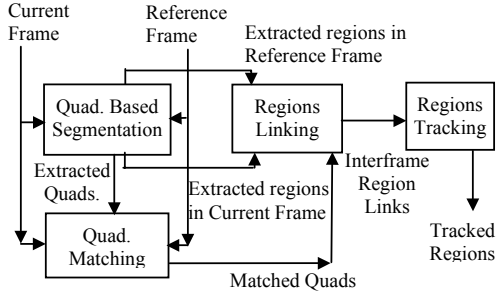 Current
Frame
Reference
Frame
Extracted regions in
Reference Frame
Quad. Based
Segmentation
Regions
Linking
Regions
Tracking
Extracted
Quads.
Extracted regions
in Current Frame
Interframe
Region
Links
Quad.
Matching
Matched Quads
Tracked
Regions